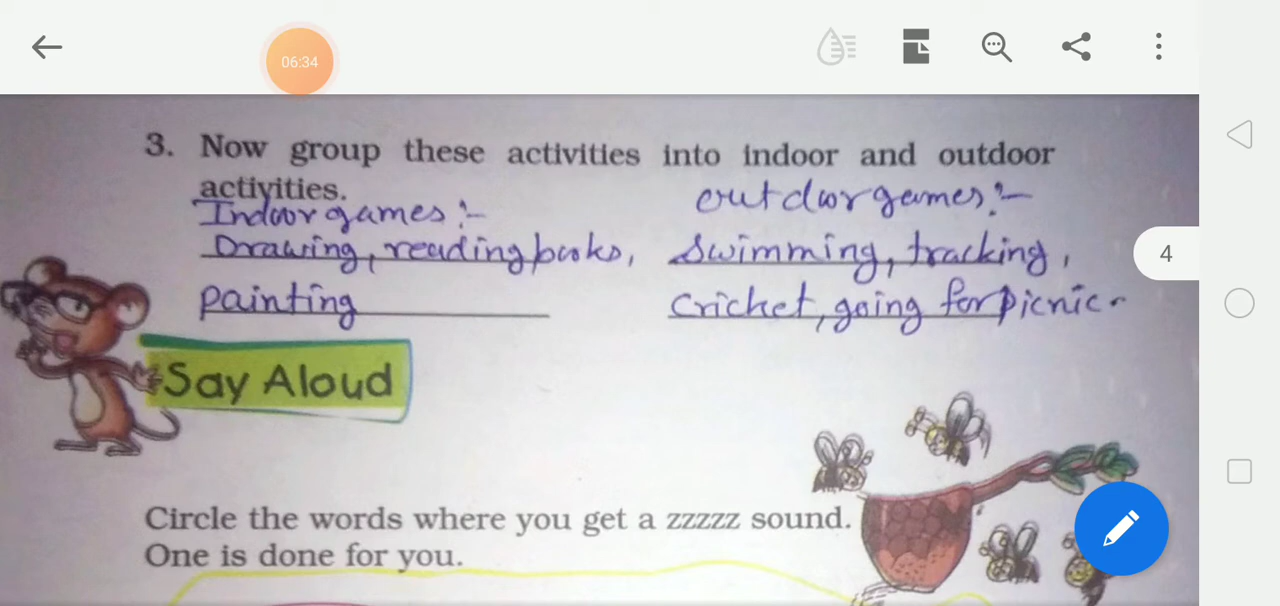 06:34
3. Now group these activities into indoor and outdoor
activities.
Indoor games:-
outdoor games:-
Drawing, reading books,
Swimming, tracking,
painting
cricket, going for picnic.
4
Say Aloud
Circle the words where you get a zzzzz sound.
One is done for you.